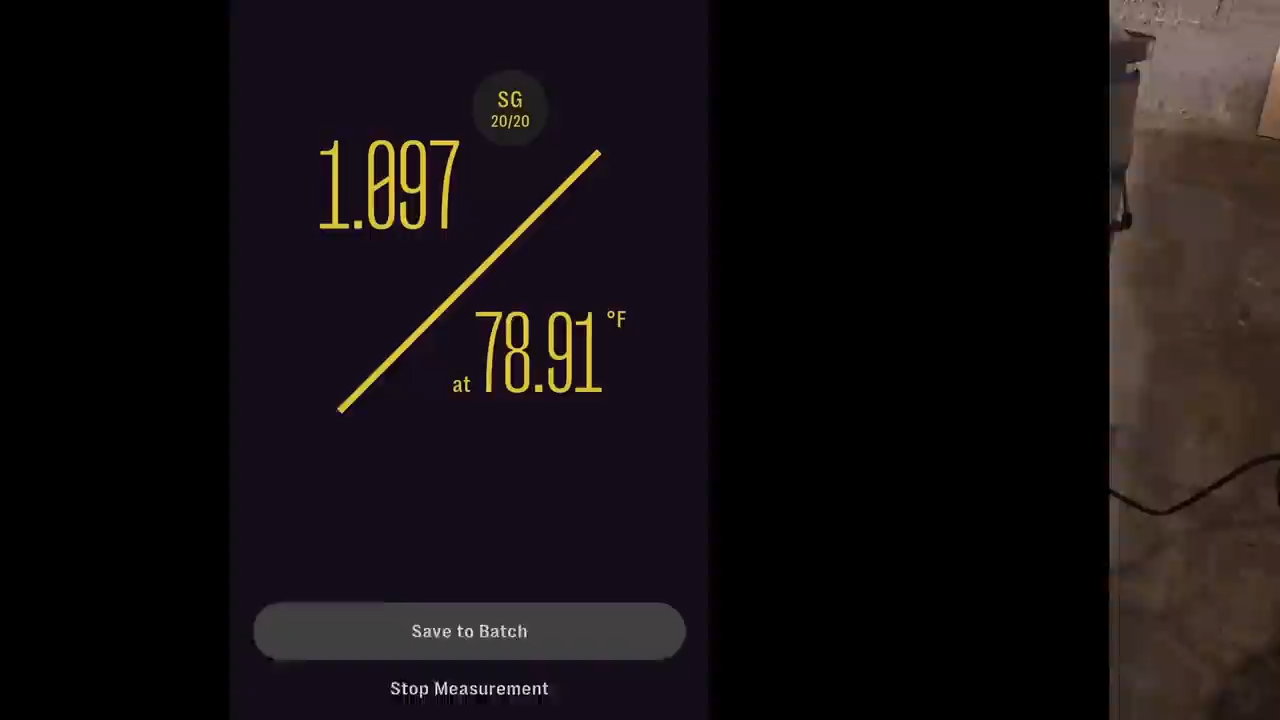 SG
20/20
1.097
at 78.91 °F
Save to Batch
Stop Measurement